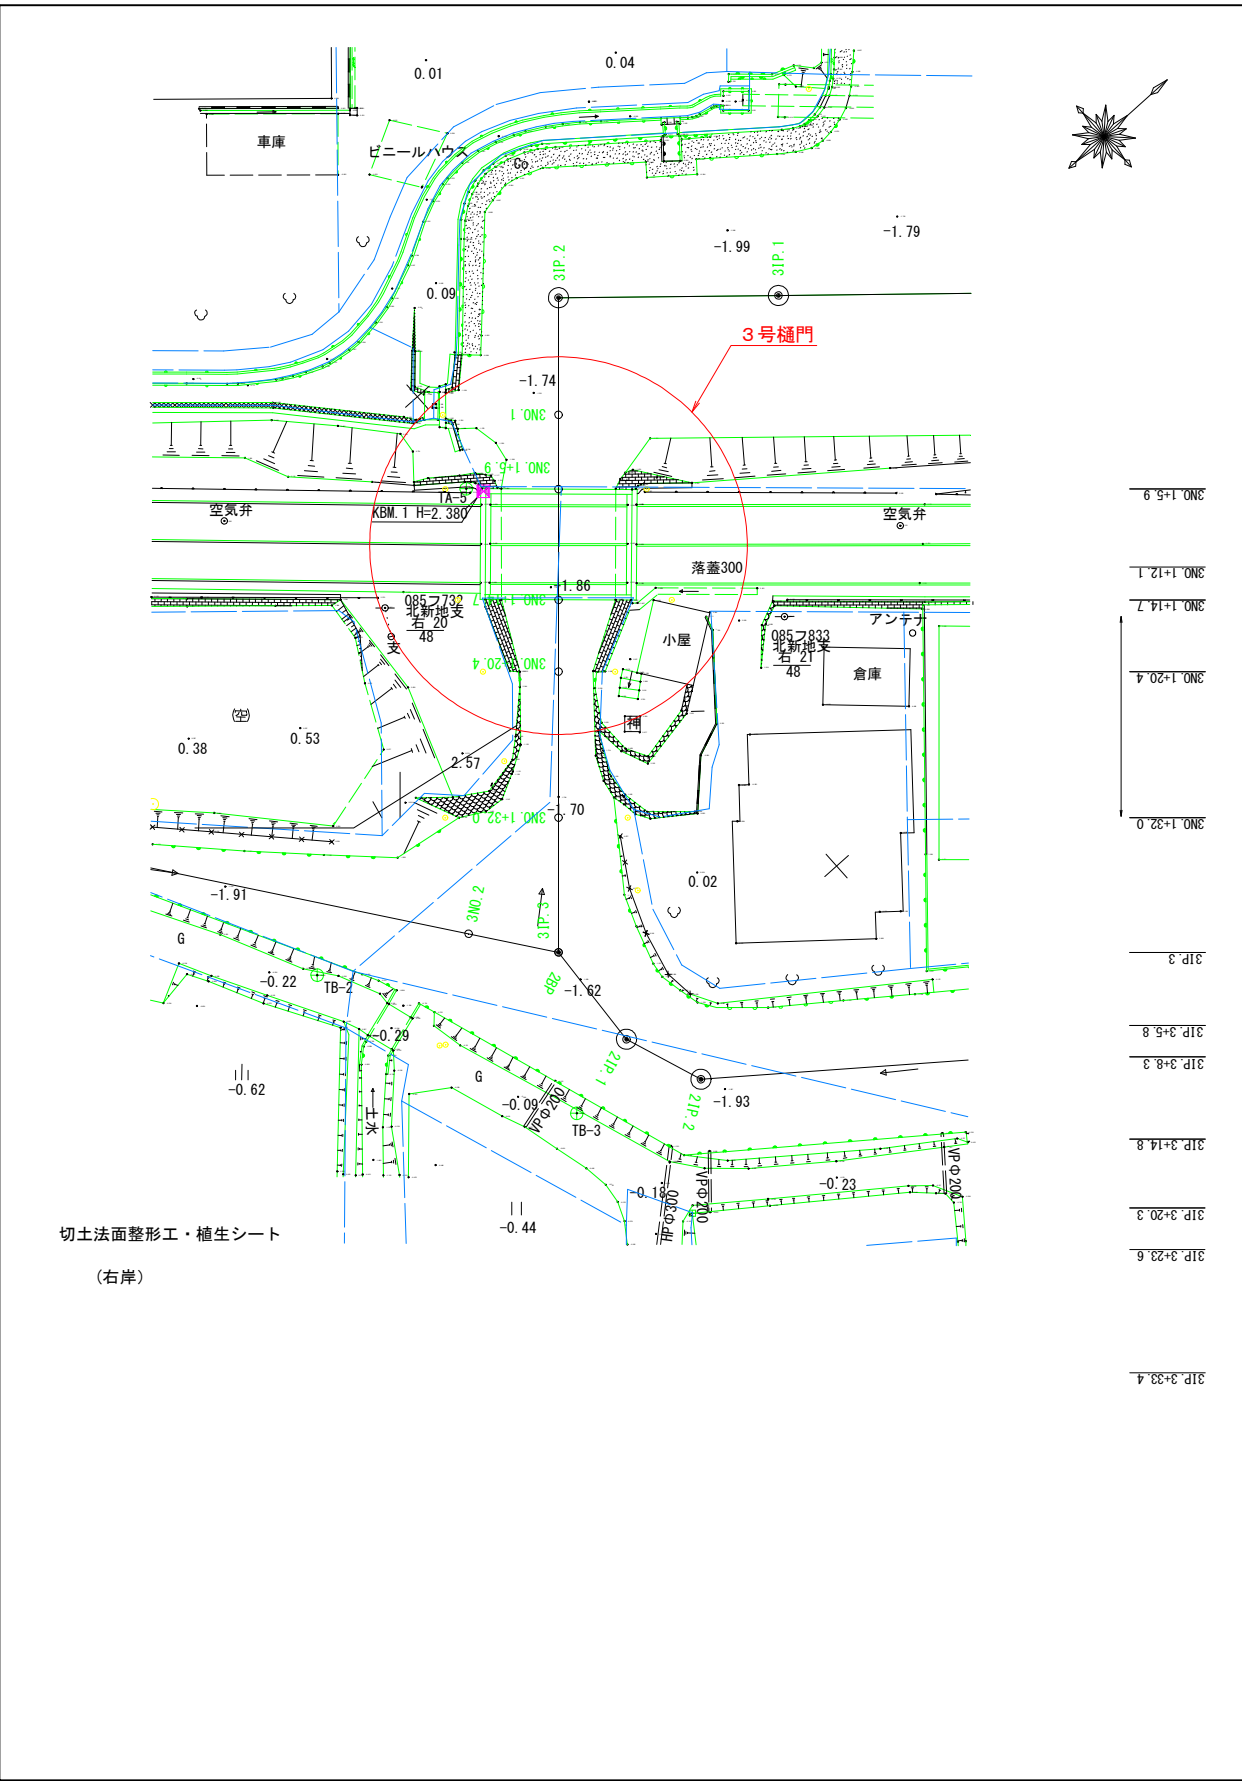 0.01
0.04
車庫
ビニールハウス
Co
-1.79
-1.99
3IP.2
3IP.1
0.09
3号樋門
-1.74
3NO.1
3NO.1+5.9
TA-5
KBM.1 H=2.380
空気弁
空気弁
3NO.1+5.9
落蓋300
-1.86
3NO.1+12.1
3NO.1+14.7
085フ732
北新地支
右 20
48
支
小屋
085フ833
北新地支
右 21
48
アンテナ
倉庫
3NO.1+20.4
3NO.1+20.4
神
(空)
0.38
0.53
2.57
-1.70
3NO.1+32.0
3NO.1+32.0
0.02
-1.91
3NO.2
3IP.3
G
3IP.3
-0.22
TB-2
2BP
-1.62
-0.29
3IP.3+5.8
3IP.3+8.3
2IP.1
G
-0.62
-0.09
VPΦ200
TB-3
2IP.2
-1.93
土水
3IP.3+14.8
-0.18
HPΦ300
VPΦ200
-0.23
VPΦ200
-0.44
3IP.3+20.3
切土法面整形工・植生シート
3IP.3+23.6
(右岸)
3IP.3+33.4